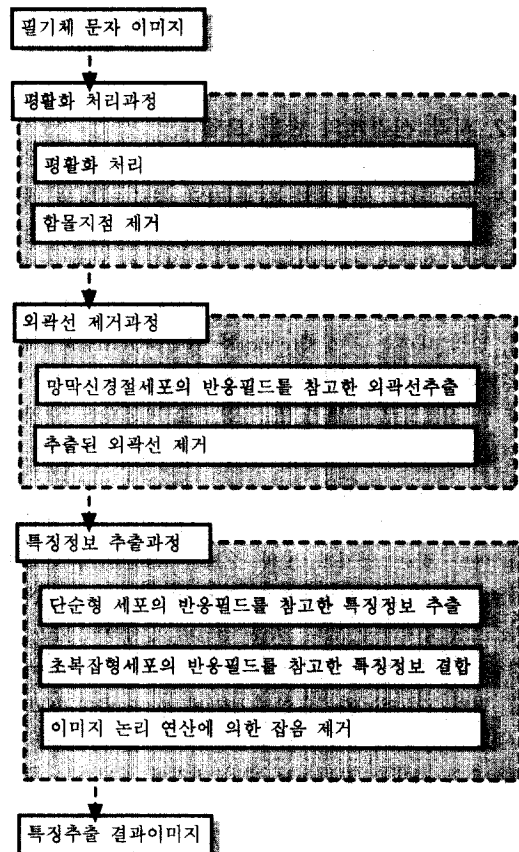 필기체 문자 이미지
평활화 처리과정
평활화 처리
함몰지점 제거
외곽선 제거과정
망막신경절세포의 반응필드를 참고한 외곽선추출
추출된 외곽선 제거
특징정보 추출과정
단순형 세포의 반응필드를 참고한 특징정보 추출
초복잡형세포의 반응필드를 참고한 특징정보 결합
이미지 논리 연산에 의한 잡음 제거
특징추출 결과이미지